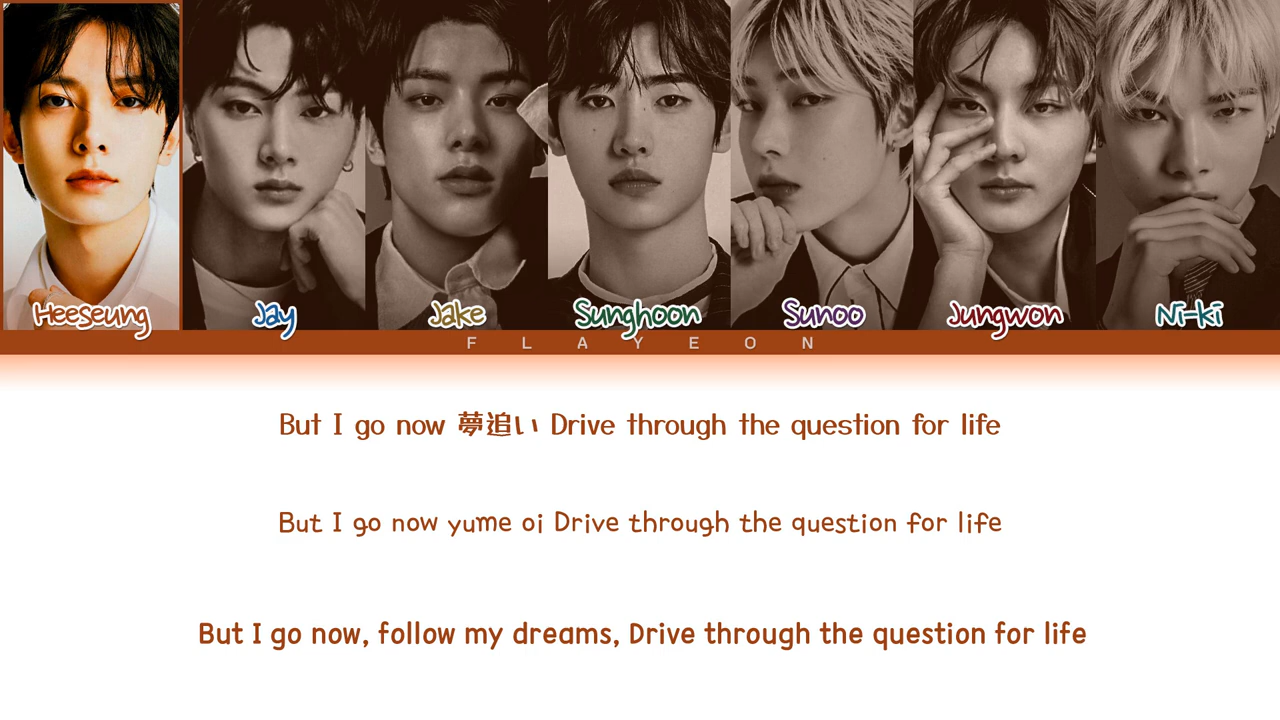 Heeseung Jay Jake Sunghoon Sunoo Jungwon Ni-ki
FLAYEON
But I go now 夢追い Drive through the question for life
But I go now yume oi Drive through the question for life
But I go now, follow my dreams, Drive through the question for life